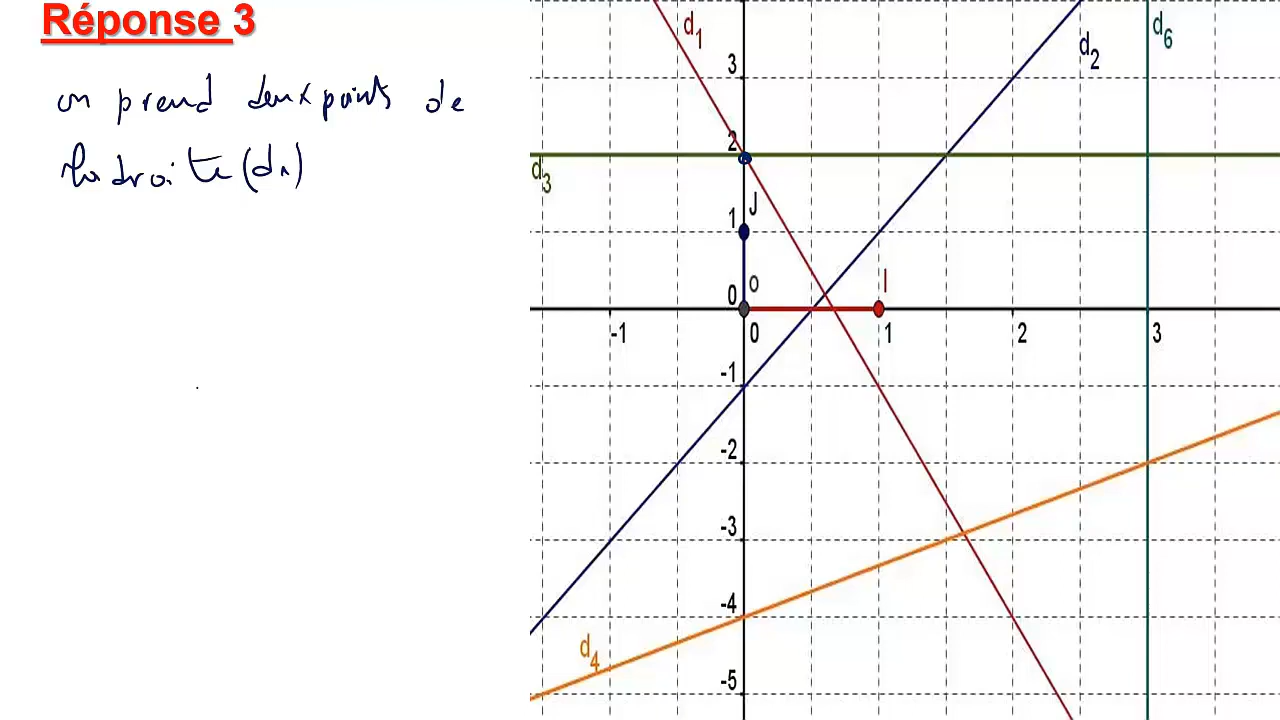 Réponse 3
on prend deux points de
la droite (d1)
d1
d2
d6
3
2
d3
J
1
0 o I
-1 0 1 2 3
-1
-2
-3
-4
d4
-5